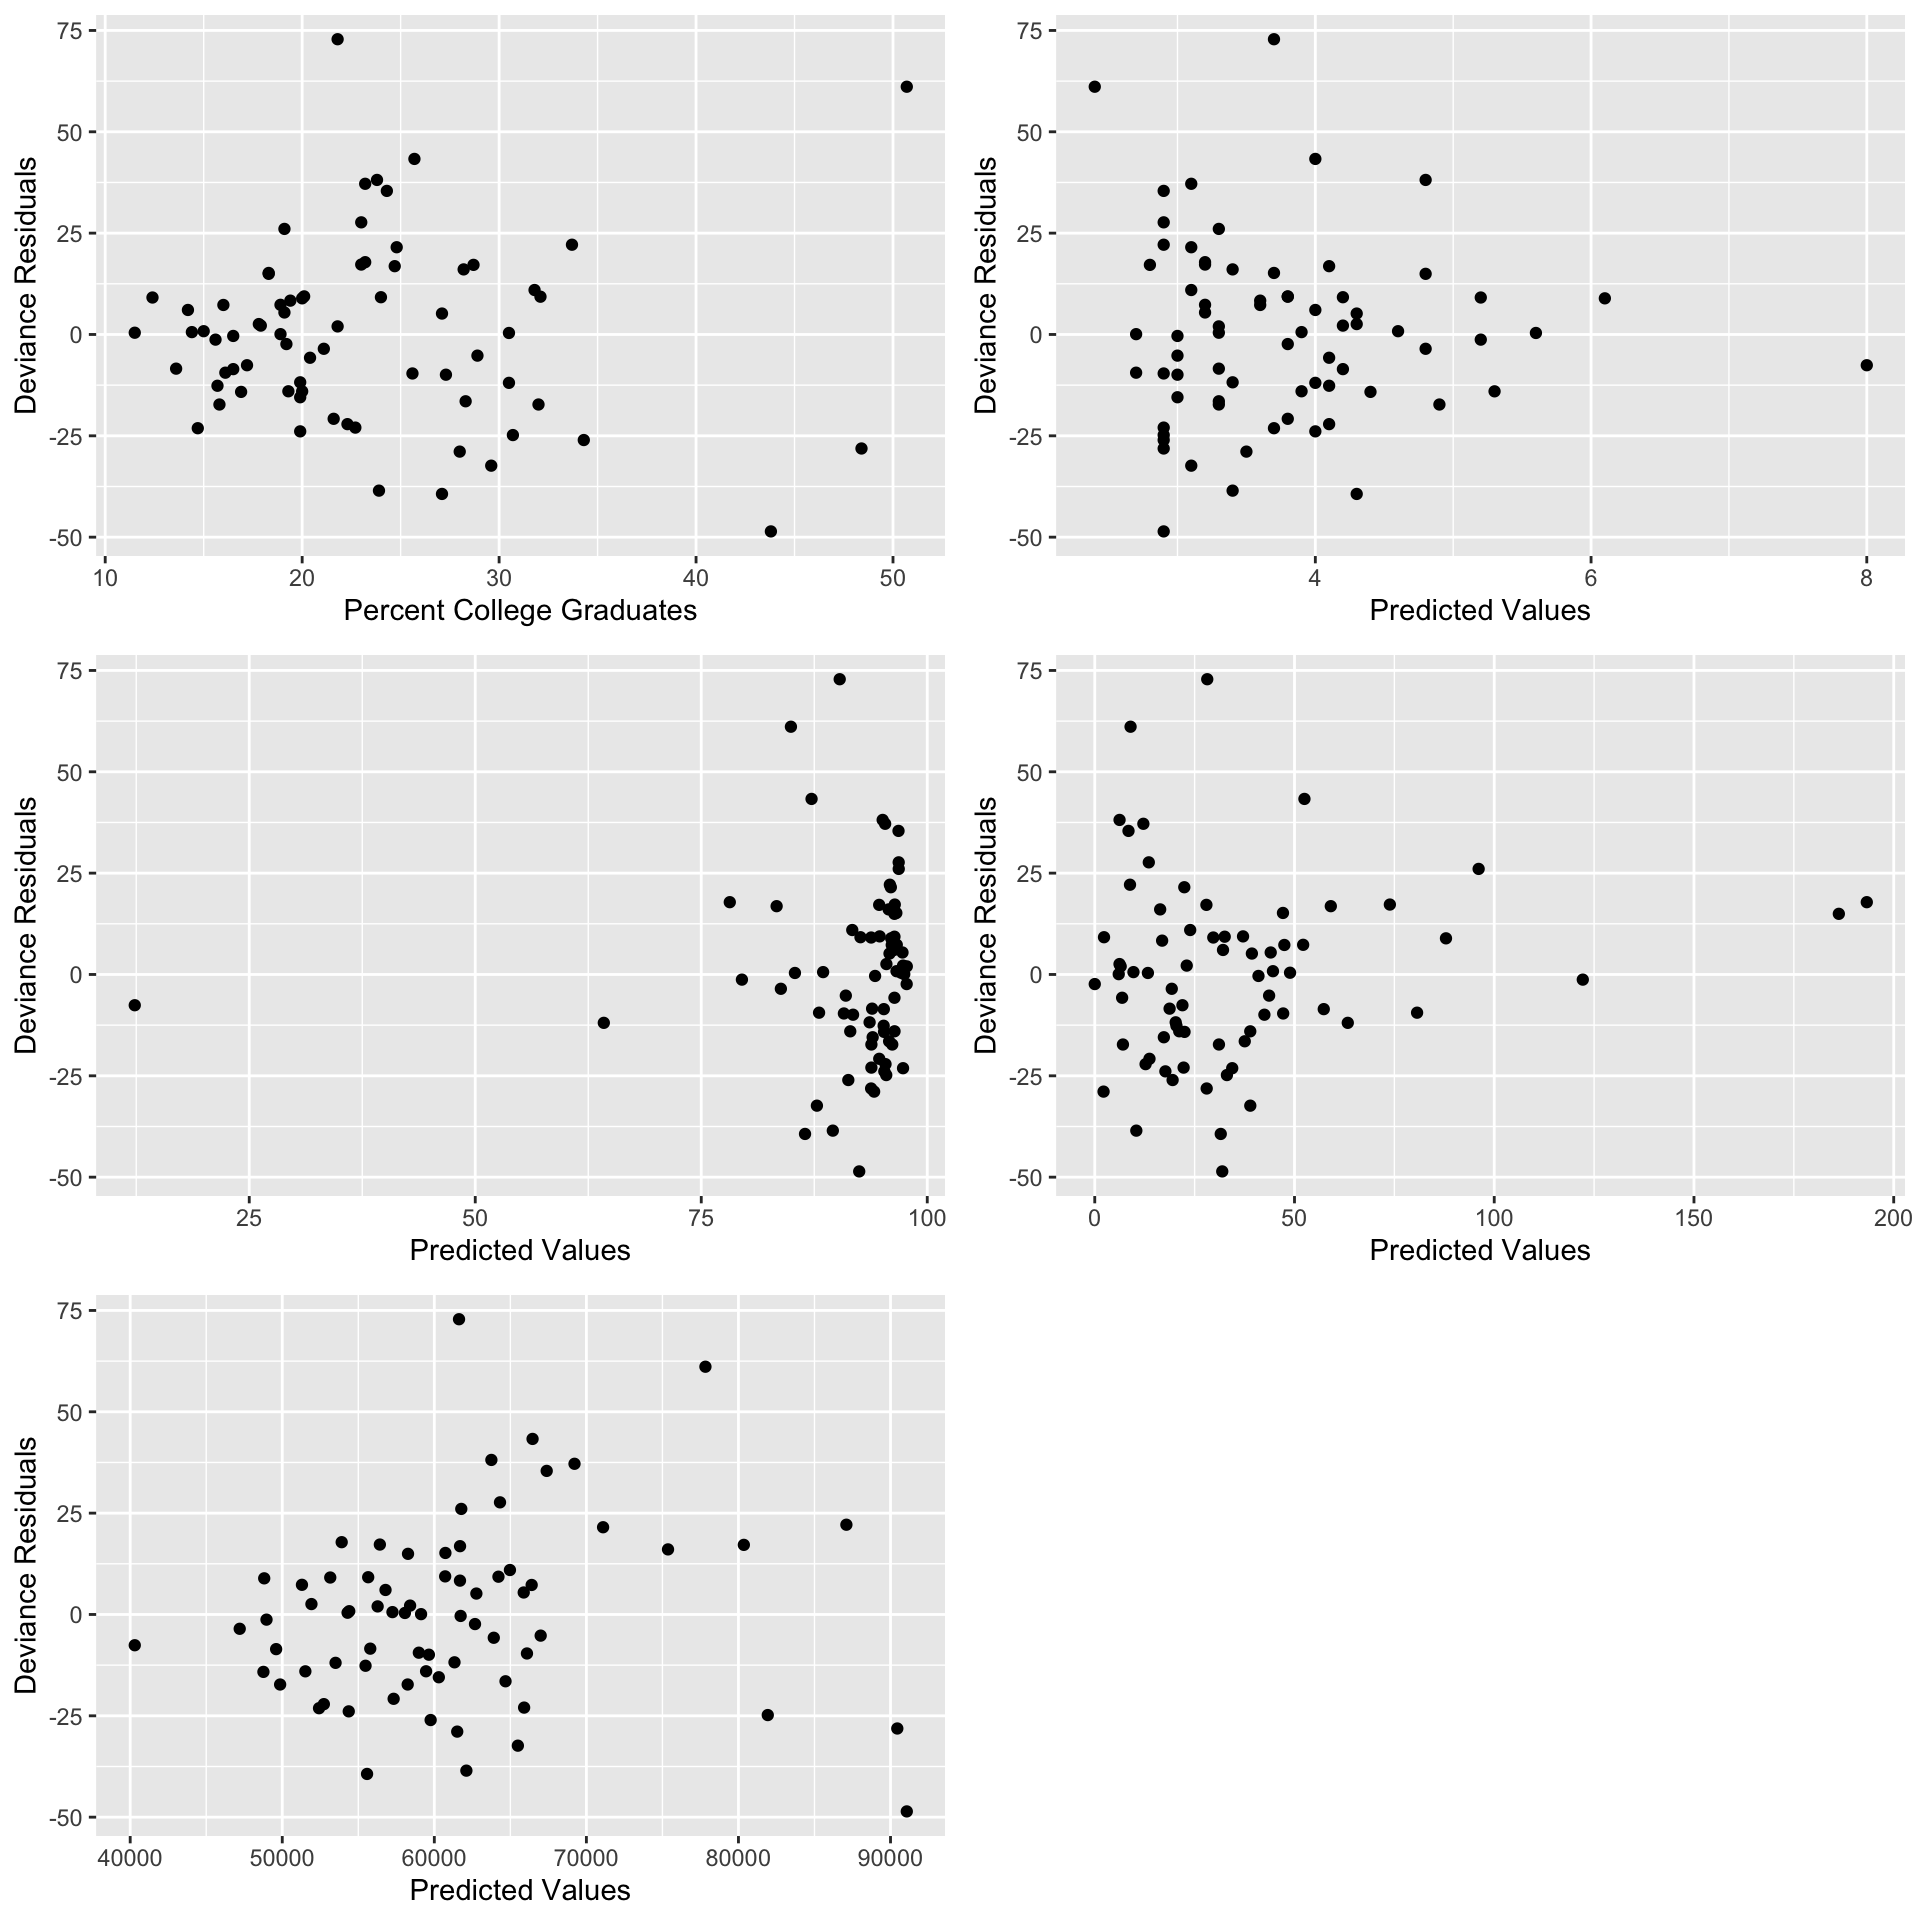 75
50
25
0
-25
-50
Deviance Residuals
10 20 30 40 50
Percent College Graduates
75
50
25
0
-25
-50
Deviance Residuals
4 6 8
Predicted Values
75
50
25
0
-25
-50
Deviance Residuals
25 50 75 100
Predicted Values
75
50
25
0
-25
-50
Deviance Residuals
0 50 100 150 200
Predicted Values
75
50
25
0
-25
-50
Deviance Residuals
40000 50000 60000 70000 80000 90000
Predicted Values